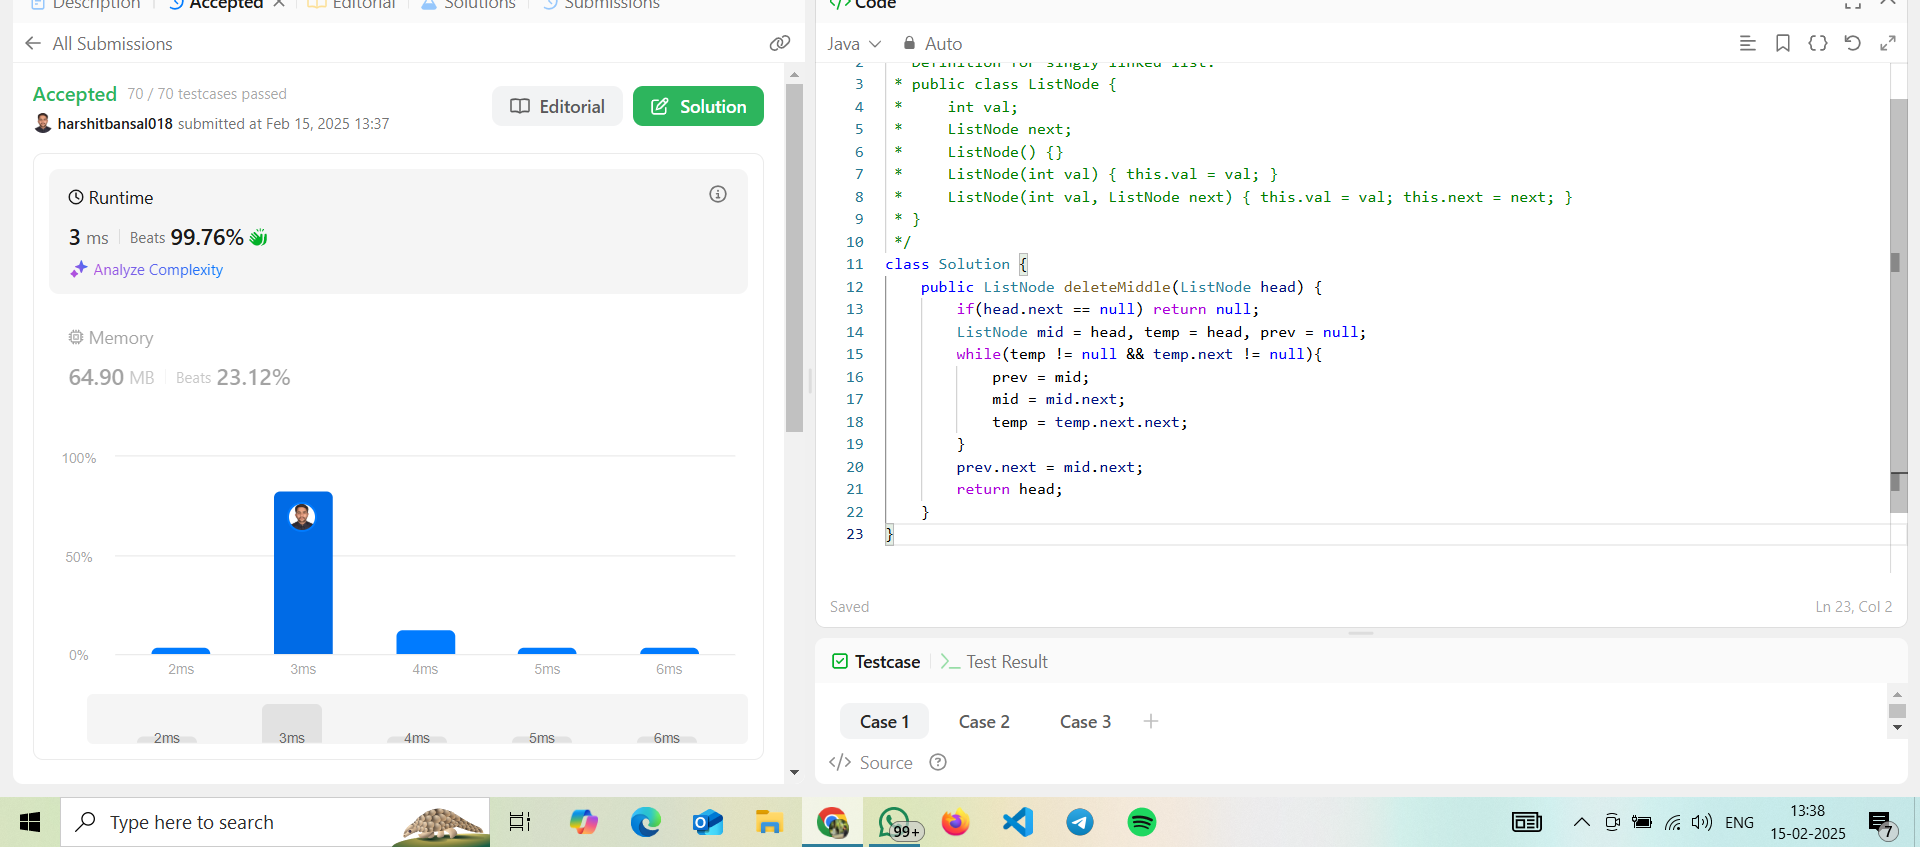 Description
Accepted
Editorial
Solutions
Submissions
All Submissions
Accepted 70 / 70 testcases passed
harshitbansal018 submitted at Feb 15, 2025 13:37
Editorial
Solution
Runtime
3 ms Beats 99.76%
Analyze Complexity
Memory
64.90 MB Beats 23.12%
100%
50%
0%
2ms 3ms 4ms 5ms 6ms
2ms 3ms 4ms 5ms 6ms
</> Code
Java Auto
2 * Definition for singly-linked list.
3 * public class ListNode {
4 *     int val;
5 *     ListNode next;
6 *     ListNode() {}
7 *     ListNode(int val) { this.val = val; }
8 *     ListNode(int val, ListNode next) { this.val = val; this.next = next; }
9 * }
10 */
11 class Solution {
12     public ListNode deleteMiddle(ListNode head) {
13         if(head.next == null) return null;
14         ListNode mid = head, temp = head, prev = null;
15         while(temp != null && temp.next != null){
16             prev = mid;
17             mid = mid.next;
18             temp = temp.next.next;
19         }
20         prev.next = mid.next;
21         return head;
22     }
23 }
Saved
Ln 23, Col 2
Testcase
>_ Test Result
Case 1 Case 2 Case 3 +
</> Source ?
Type here to search
99+
ENG
13:38
15-02-2025
7